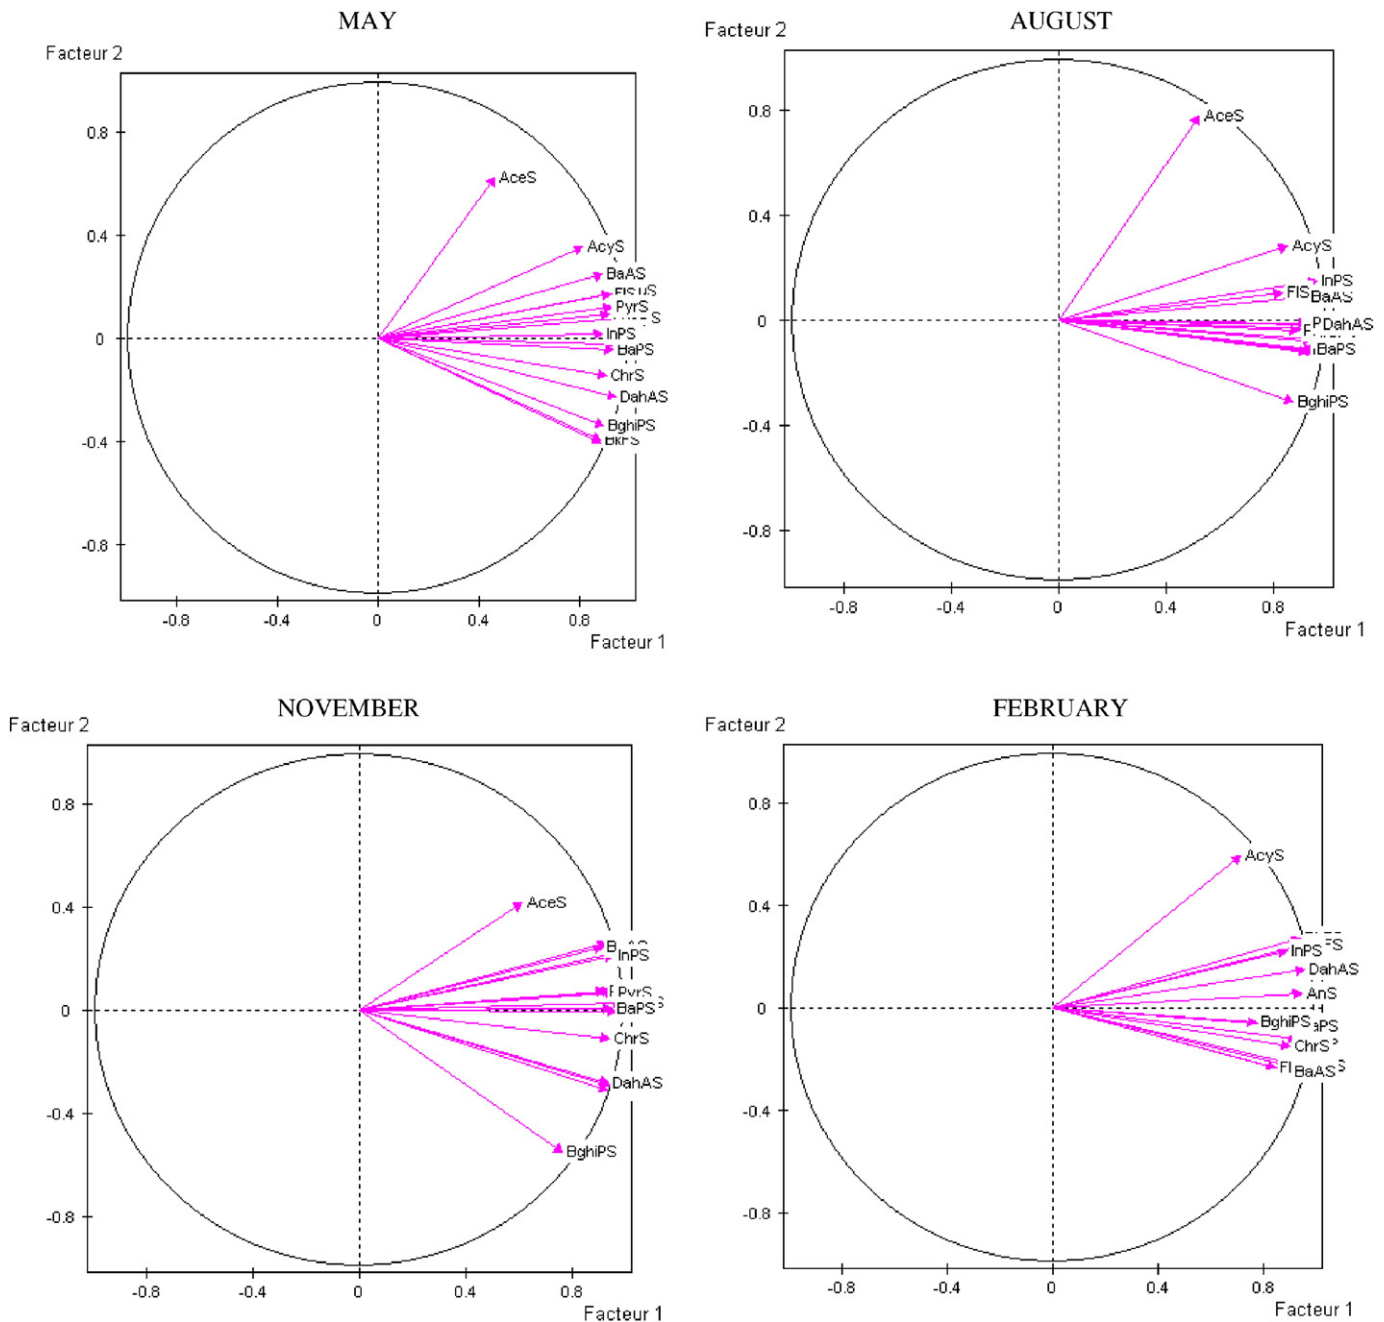 MAY
Facteur 2
0.8
AceS
0.4
AcyS
BaAS
PyrS
S
InPS
0
BaPS
ChrS
DahAS
BghiPS
-0.4
-0.8
-0.8
-0.4
0
0.4
0.8
Facteur 1
AUGUST
Facteur 2
0.8
AceS
0.4
AcyS
InPS
FlS
BaAS
0
PDahAS
BaPS
BghiPS
-0.4
-0.8
-0.8
-0.4
0
0.4
0.8
Facteur 1
NOVEMBER
Facteur 2
0.8
0.4
AceS
B
InPS
PyrS
0
BaPS
S
ChrS
DahAS
-0.4
BghiPS
-0.8
-0.8
-0.4
0
0.4
0.8
Facteur 1
FEBRUARY
Facteur 2
0.8
AcyS
0.4
InPS
DahAS
AnS
0
BghiPS
aPS
ChrS
BaAS
-0.4
-0.8
-0.8
-0.4
0
0.4
0.8
Facteur 1